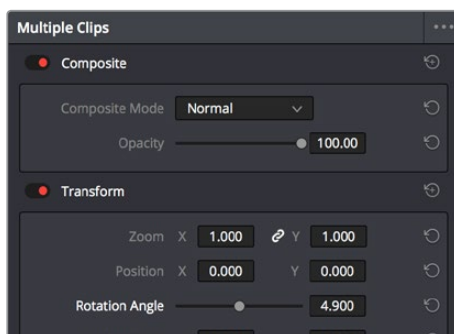 Multiple Clips
Composite
Composite Mode Normal
Opacity 100.00
Transform
Zoom X 1.000 Y 1.000
Position X 0.000 Y 0.000
Rotation Angle 4.900